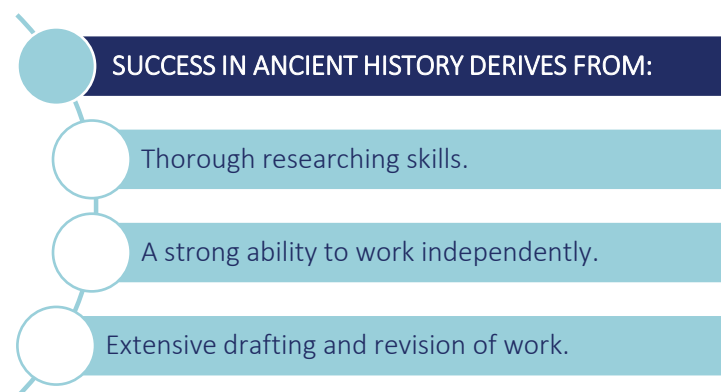 SUCCESS IN ANCIENT HISTORY DERIVES FROM:
Thorough researching skills.
A strong ability to work independently.
Extensive drafting and revision of work.